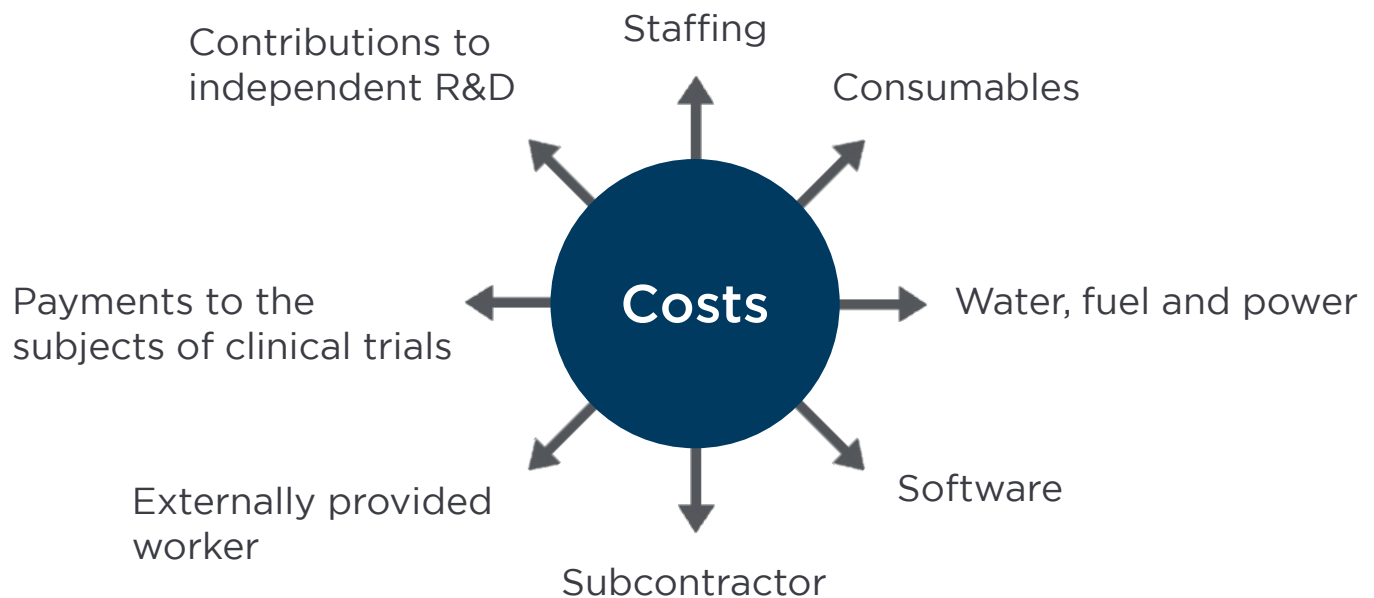 Staffing
Contributions to
independent R&D
Consumables
Payments to the
subjects of clinical trials
Costs
Water, fuel and power
Externally provided
worker
Software
Subcontractor